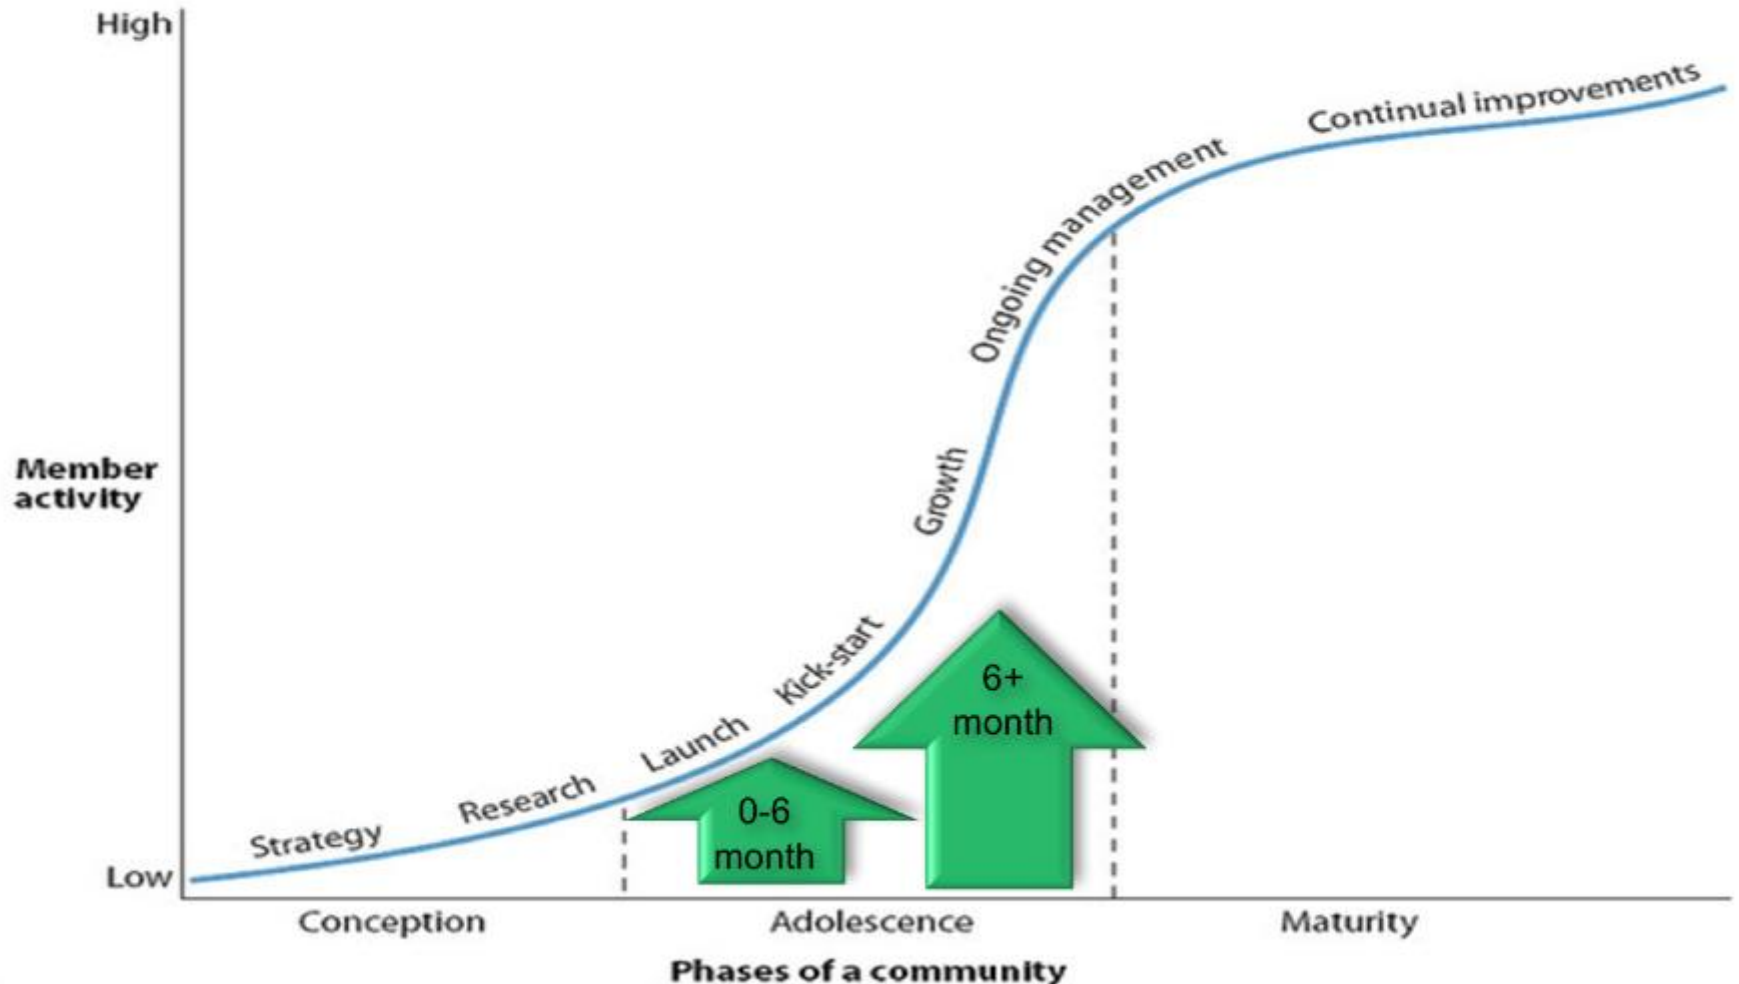 High
Continual improvements
Ongoing management
Member
activity
Growth
Kick-start
6+
month
Launch
Research
0-6
month
Strategy
Low
Conception
Adolescence
Maturity
Phases of a community